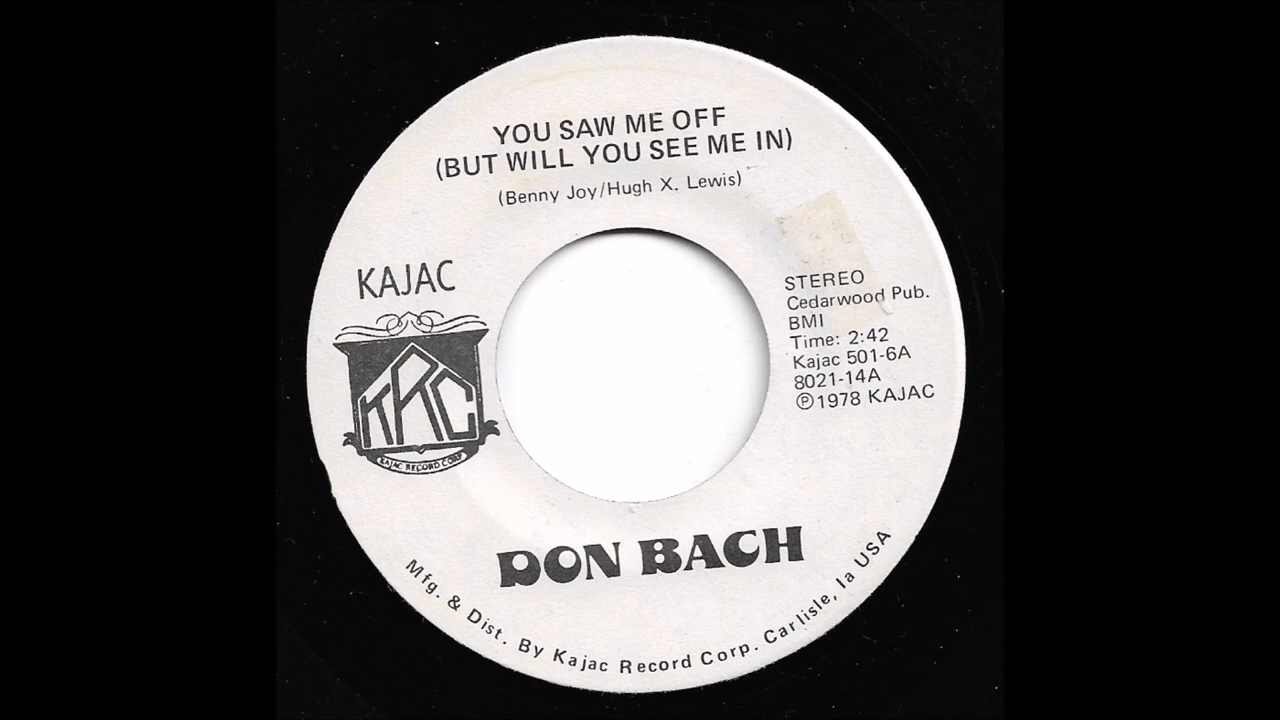 YOU SAW ME OFF
(BUT WILL YOU SEE ME IN)
(Benny Joy/Hugh X. Lewis)
KAJAC
KRC
KAJAC RECORD CORP
STEREO
Cedarwood Pub.
BMI
Time: 2:42
Kajac 501-6A
8021-14A
Ⓟ1978 KAJAC
DON BACH
Mfg. & Dist. By Kajac Record Corp. Carlisle, Ia USA